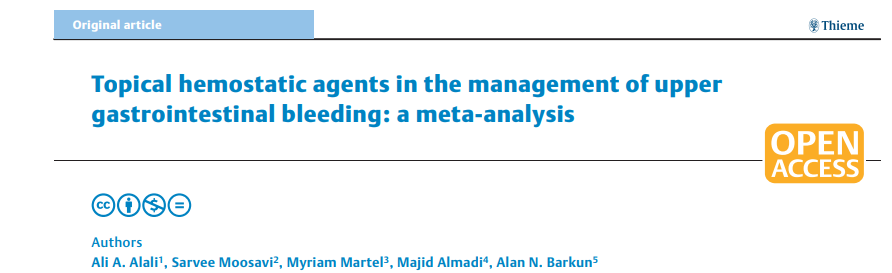 Original article
Thieme
Topical hemostatic agents in the management of upper
gastrointestinal bleeding: a meta-analysis
OPEN
ACCESS
cc
Authors
Ali A. Alali¹, Sarvee Moosavi², Myriam Martel³, Majid Almadi⁴, Alan N. Barkun⁵